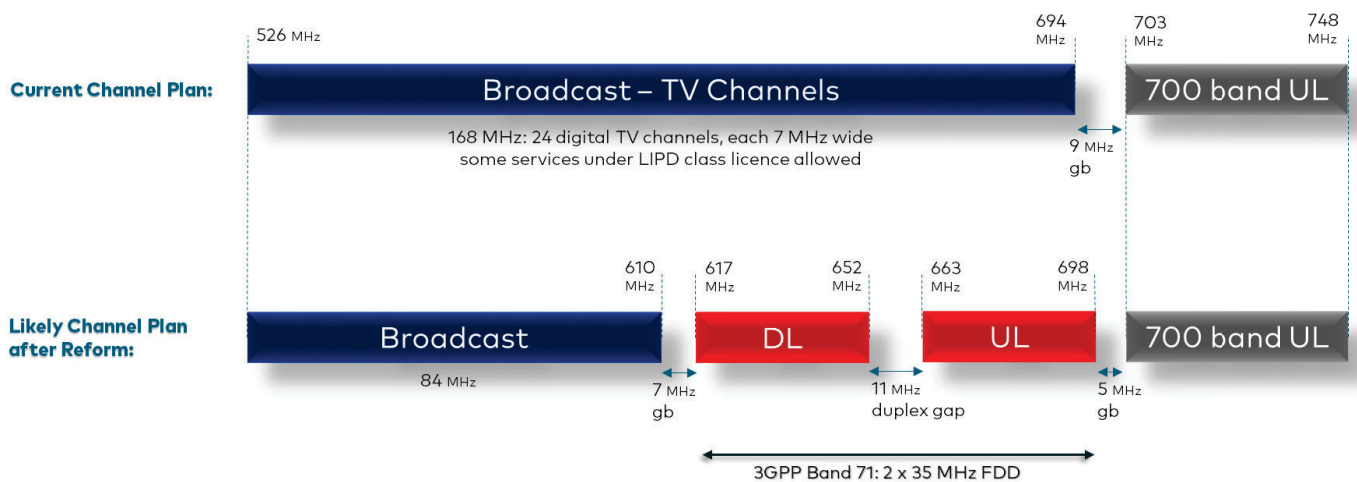 526 MHz
694
MHz
703
MHz
748
MHz
Current Channel Plan:
Broadcast – TV Channels
700 band UL
168 MHz: 24 digital TV channels, each 7 MHz wide
some services under LIPD class licence allowed
9 MHz
gb
610
MHz
617
MHz
652
MHz
663
MHz
698
MHz
Likely Channel Plan
after Reform:
Broadcast
DL
UL
700 band UL
84 MHz
7 MHz
gb
11 MHz
duplex gap
5 MHz
gb
3GPP Band 71: 2 x 35 MHz FDD